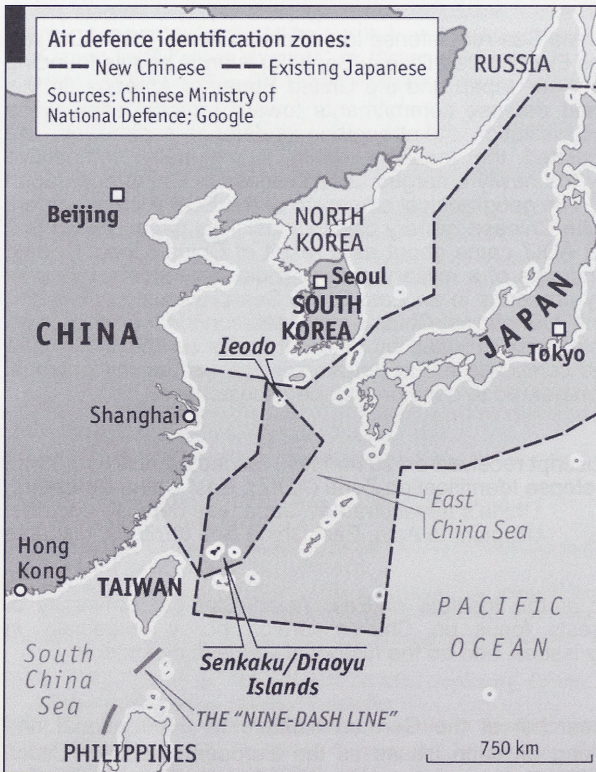 Air defence identification zones:
New Chinese Existing Japanese
Sources: Chinese Ministry of
National Defence; Google
RUSSIA
Beijing
NORTH
KOREA
Seoul
SOUTH
KOREA
JAPAN
Tokyo
CHINA
Ieodo
Shanghai
East
China Sea
Hong
Kong
TAIWAN
PACIFIC
OCEAN
Senkaku/Diaoyu
Islands
South
China
Sea
THE "NINE-DASH LINE"
PHILIPPINES
750 km